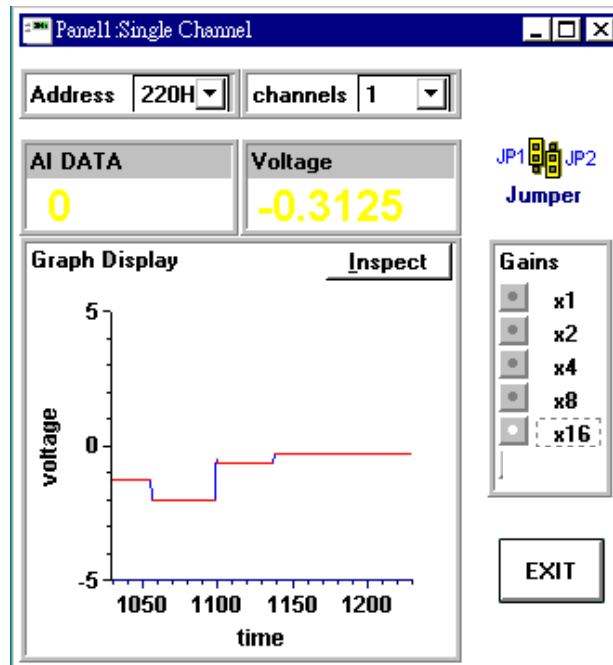 Panel1:Single Channel
Address 220H channels 1
AI DATA
0
Voltage
-0.3125
JP1 JP2
Jumper
Graph Display Inspect
5
0
-5
voltage
1050 1100 1150 1200
time
Gains
x1
x2
x4
x8
x16
EXIT